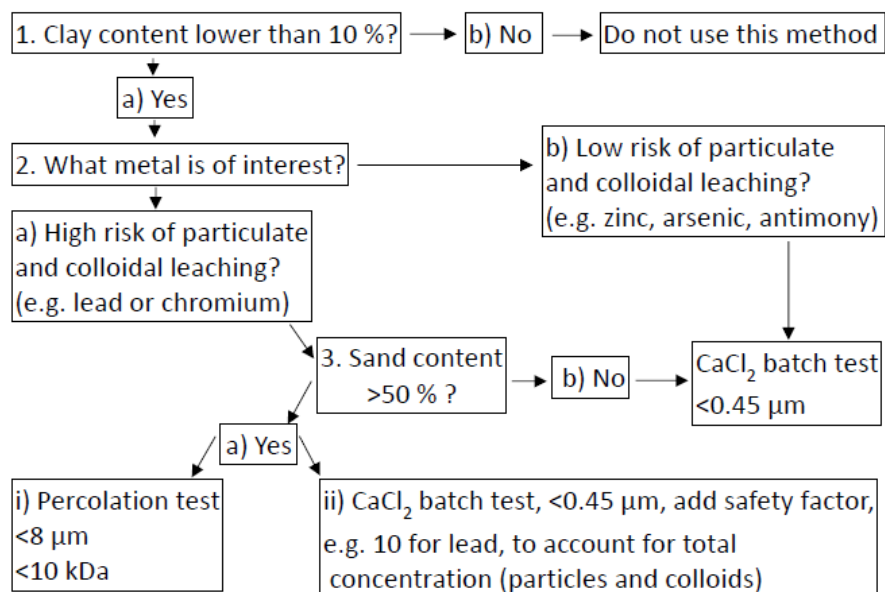 1. Clay content lower than 10 %?
b) No
Do not use this method
a) Yes
2. What metal is of interest?
b) Low risk of particulate
and colloidal leaching?
(e.g. zinc, arsenic, antimony)
a) High risk of particulate
and colloidal leaching?
(e.g. lead or chromium)
3. Sand content
>50 % ?
b) No
CaCl₂ batch test
<0.45 µm
a) Yes
i) Percolation test
<8 µm
<10 kDa
ii) CaCl₂ batch test, <0.45 µm, add safety factor,
e.g. 10 for lead, to account for total
concentration (particles and colloids)